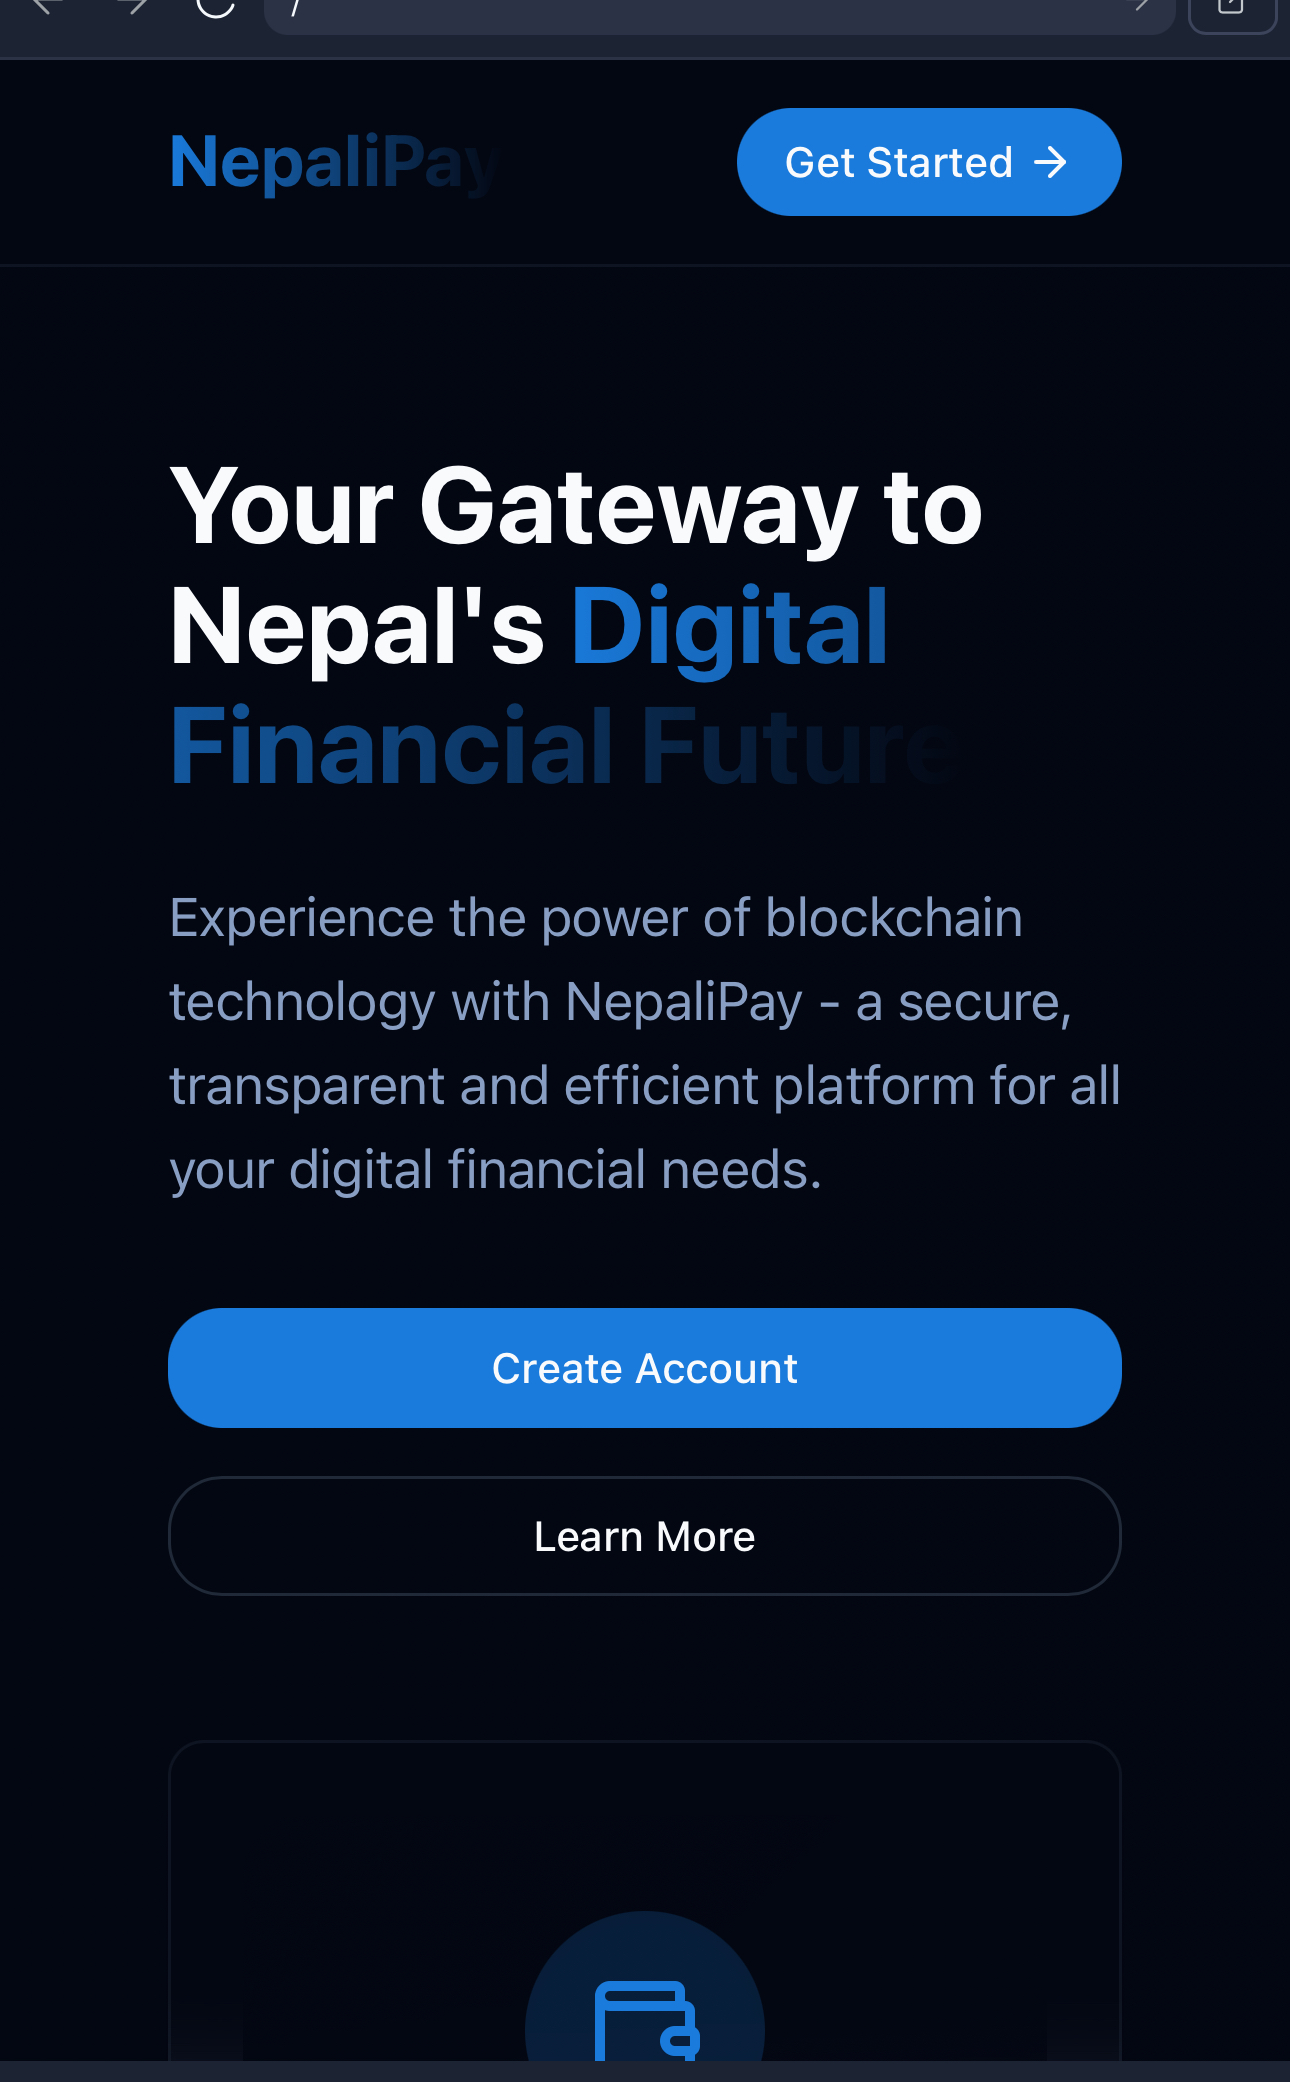 /
NepaliPay
Get Started →
Your Gateway to
Nepal's Digital
Financial Future
Experience the power of blockchain
technology with NepaliPay - a secure,
transparent and efficient platform for all
your digital financial needs.
Create Account
Learn More